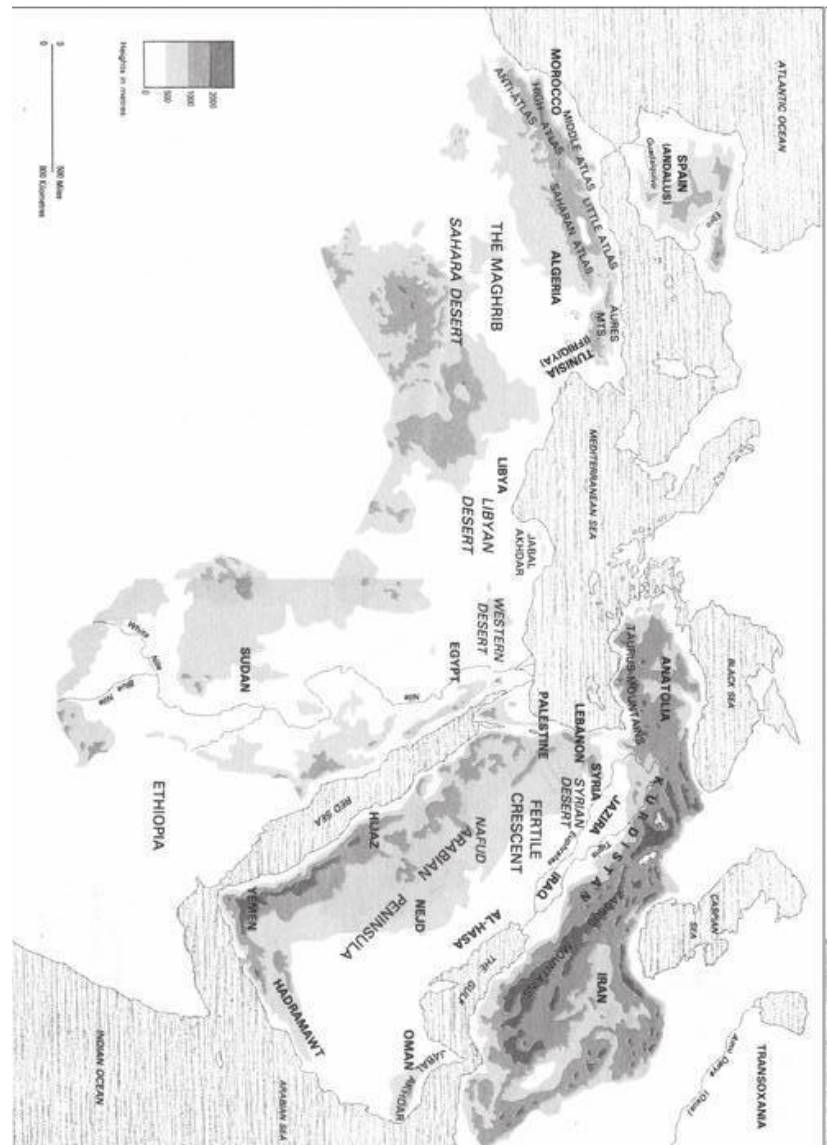 ATLANTIC OCEAN
SPAIN
(ANDALUS)
Guadalquivir
Ebro
MOROCCO
MIDDLE ATLAS
HIGH ATLAS
ANTI-ATLAS
LITTLE ATLAS
SAHARAN ATLAS
ALGERIA
AURES
MTS.
TUNISIA
(IFRIQIYA)
THE MAGHRIB
SAHARA DESERT
MEDITERRANEAN SEA
LIBYA
LIBYAN
DESERT
JABAL
AKHDAR
WESTERN
DESERT
EGYPT
Nile
SUDAN
White
Nile
Blue Nile
ETHIOPIA
BLACK SEA
ANATOLIA
TAURUS MOUNTAINS
KURDISTAN
LEBANON
PALESTINE
SYRIA
SYRIAN
DESERT
JAZIRA
Euphrates
Tigris
IRAQ
FERTILE
CRESCENT
NAFUD
ARABIAN
PENINSULA
HIJAZ
NEJD
RED SEA
YEMEN
HADRAMAWT
AL-HASA
THE
GULF
OMAN
JABAL
AKHDAR
CASPIAN
SEA
ZAGROS
MOUNTAINS
IRAN
TRANSOXANIA
Amu Darya
(Oxus)
ARABIAN SEA
INDIAN OCEAN
Heights in metres
0
500
1000
2000
0
500 Miles
0
800 Kilometres